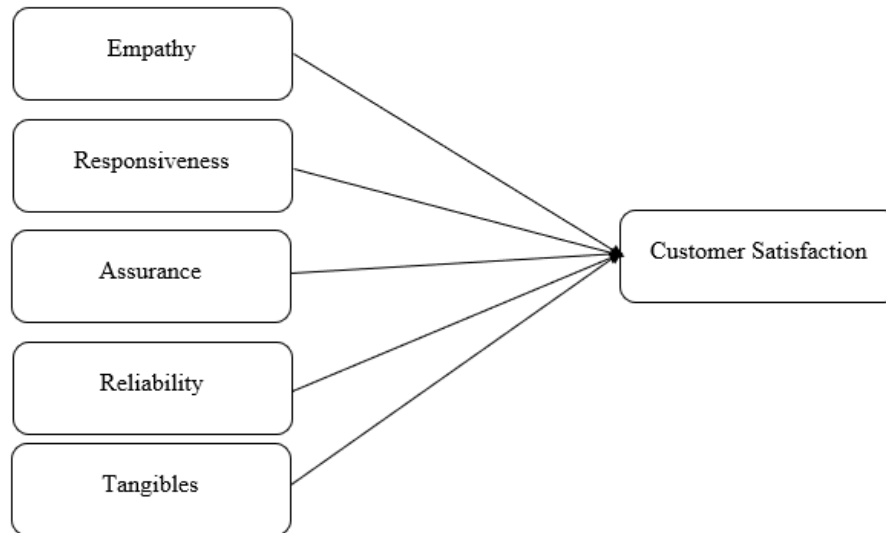 Empathy
Responsiveness
Assurance
Reliability
Tangibles
Customer Satisfaction